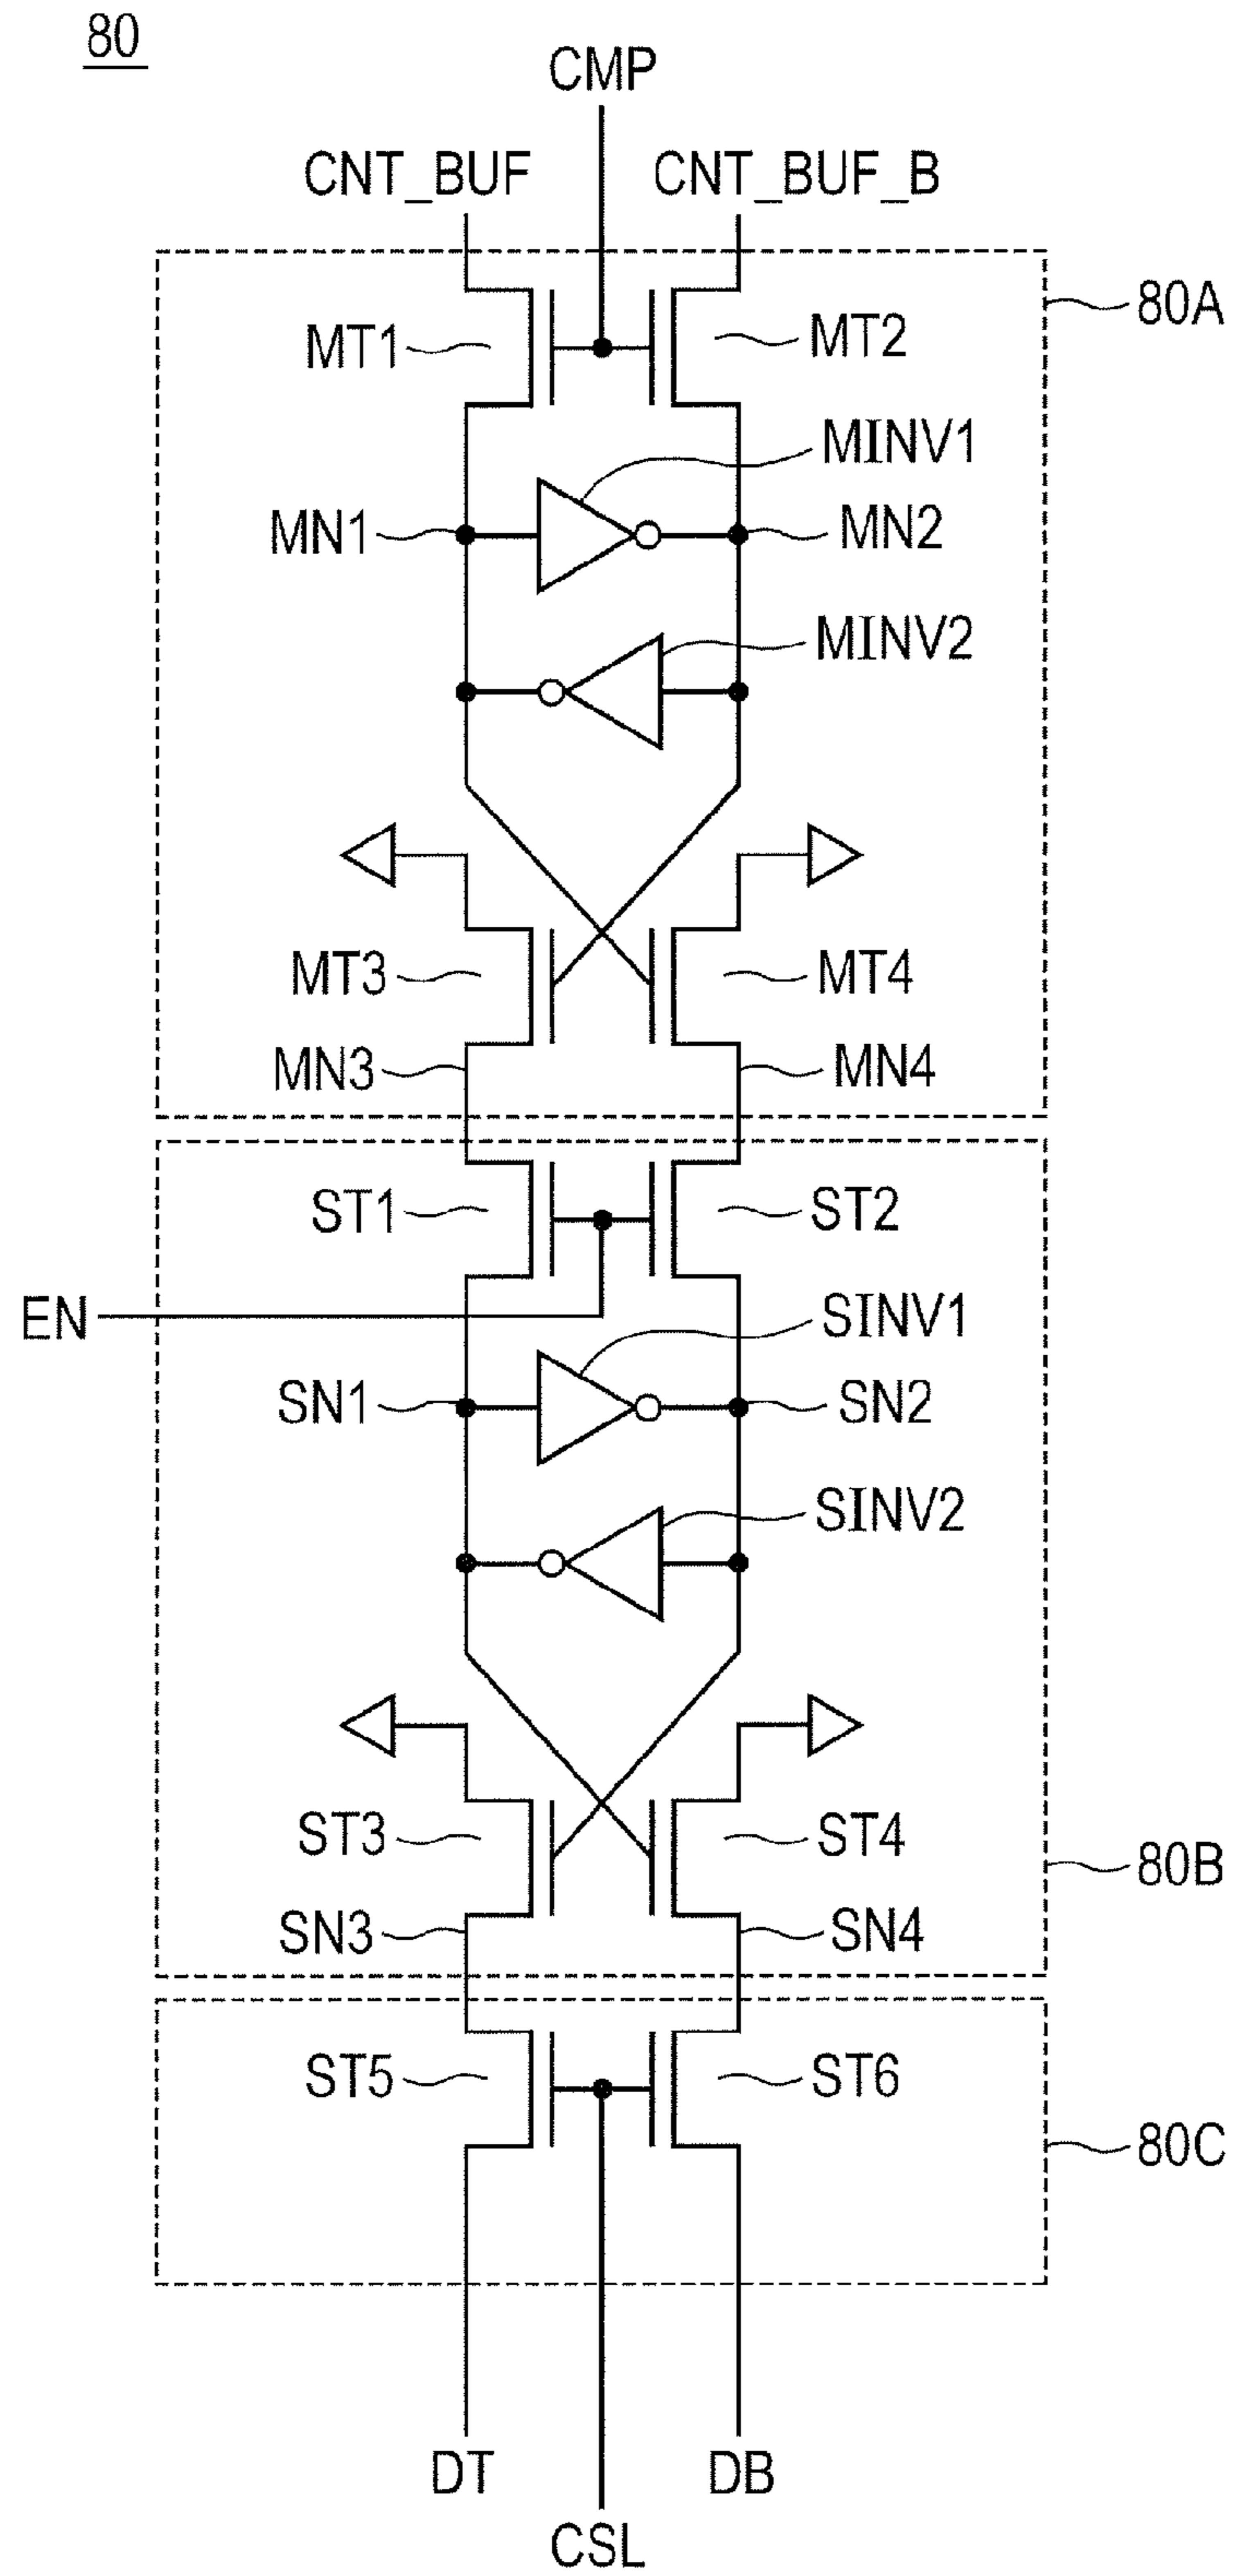 80
CMP
CNT_BUF
CNT_BUF_B
80A
MT1
MT2
MINV1
MN1
MN2
MINV2
MT3
MT4
MN3
MN4
ST1
ST2
EN
SINV1
SN1
SN2
SINV2
ST3
ST4
80B
SN3
SN4
ST5
ST6
80C
DT
DB
CSL